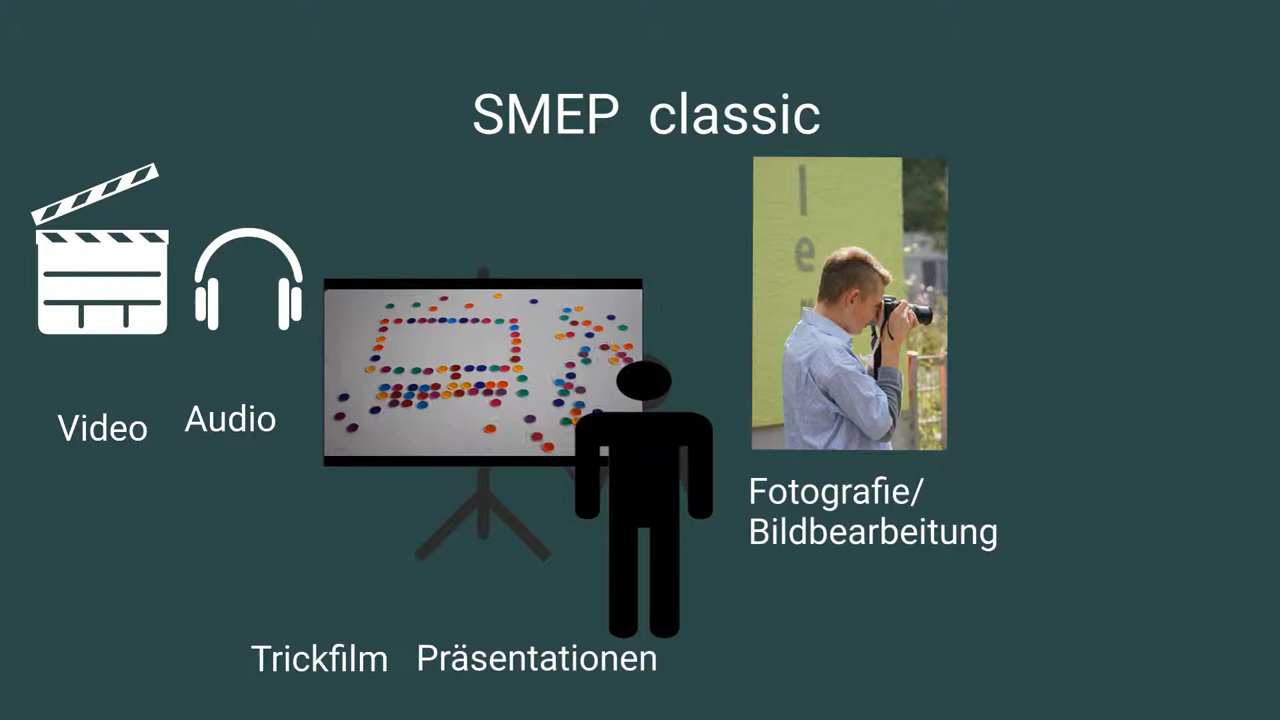 SMEP classic
Video
Audio
Trickfilm
Präsentationen
Fotografie/
Bildbearbeitung